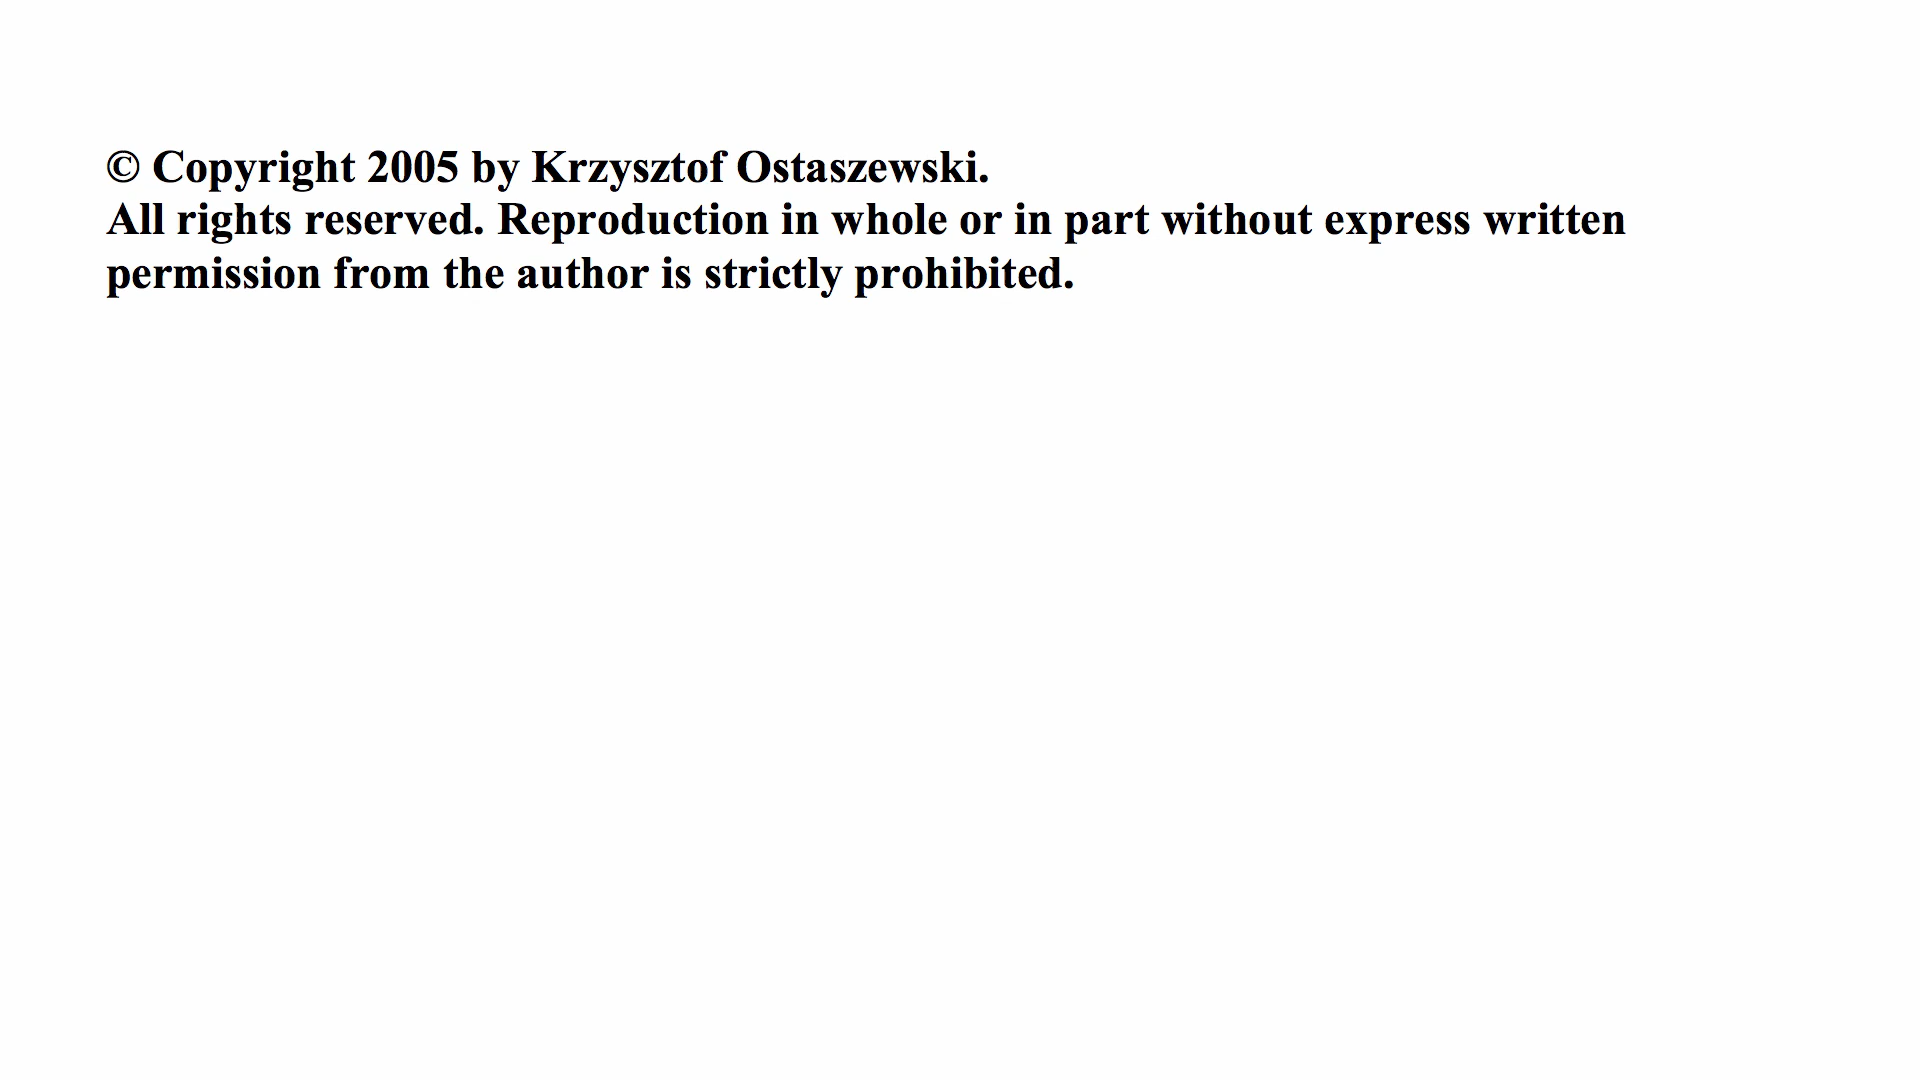 © Copyright 2005 by Krzysztof Ostaszewski.
All rights reserved. Reproduction in whole or in part without express written
permission from the author is strictly prohibited.